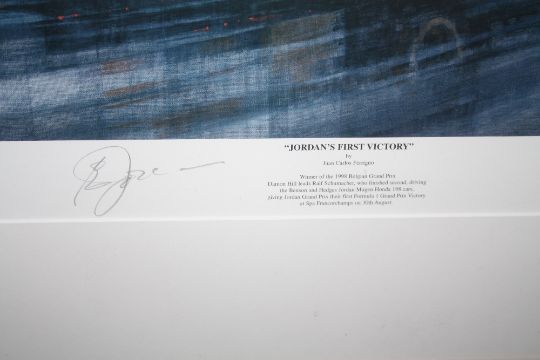 "JORDAN'S FIRST VICTORY"
by
Juan Carlos Ferrigno
Winner of the 1998 Belgian Grand Prix
Damon Hill leads Ralf Schumacher, who finished second, driving
the Benson and Hedges Jordan Mugen Honda 198 cars,
giving Jordan Grand Prix their first Formula 1 Grand Prix Victory
at Spa Francorchamps on 30th August.